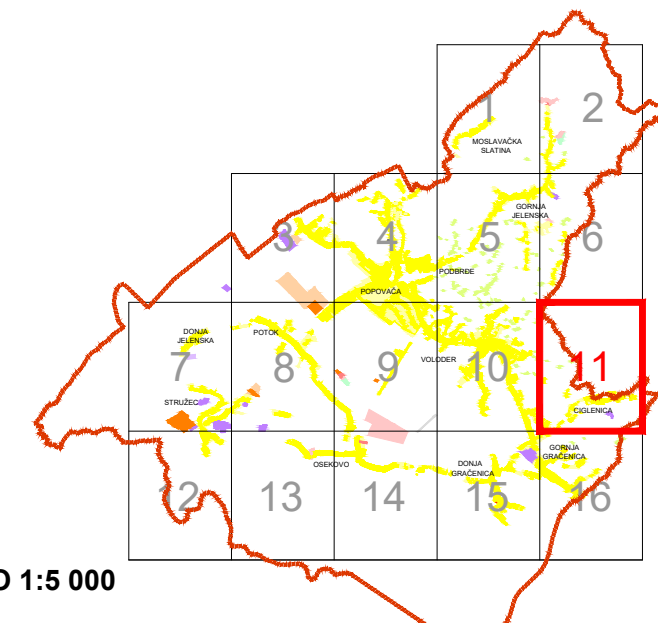 1
2
MOSLAVAČKA
SLATINA
GORNJA
JELENSKA
3
4
5
6
PODBRĐE
POPOVAČA
DONJA
JELENSKA
POTOK
7
8
9
VOLODER
10
11
STRUŽEC
CIGLENICA
OSEKOVO
DONJA
GRAČENICA
GORNJA
GRAČENICA
12
13
14
15
16
1:5 000